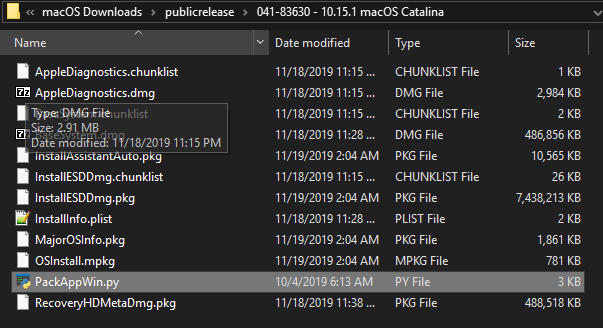 « macOS Downloads › publicrelease › 041-83630 - 10.15.1 macOS Catalina
Name Date modified Type Size
AppleDiagnostics.chunklist 11/18/2019 11:15 ... CHUNKLIST File 1 KB
AppleDiagnostics.dmg 11/18/2019 11:15 ... DMG File 2,984 KB
BaseSystem.chunklist 11/18/2019 11:15 ... CHUNKLIST File 2 KB
BaseSystem.dmg 11/18/2019 11:28 ... DMG File 486,856 KB
Type: DMG File
Size: 2.91 MB
Date modified: 11/18/2019 11:15 PM
InstallAssistantAuto.pkg 11/19/2019 2:04 AM PKG File 10,565 KB
InstallESDDmg.chunklist 11/19/2019 2:04 AM CHUNKLIST File 26 KB
InstallESDDmg.pkg 11/19/2019 2:04 AM PKG File 7,438,213 KB
InstallInfo.plist 11/18/2019 11:28 ... PLIST File 2 KB
MajorOSInfo.pkg 11/19/2019 2:04 AM PKG File 1,861 KB
OSInstall.mpkg 11/19/2019 2:04 AM MPKG File 781 KB
PackAppWin.py 10/4/2019 6:13 AM PY File 3 KB
RecoveryHDMetaDmg.pkg 11/18/2019 11:38 ... PKG File 488,518 KB